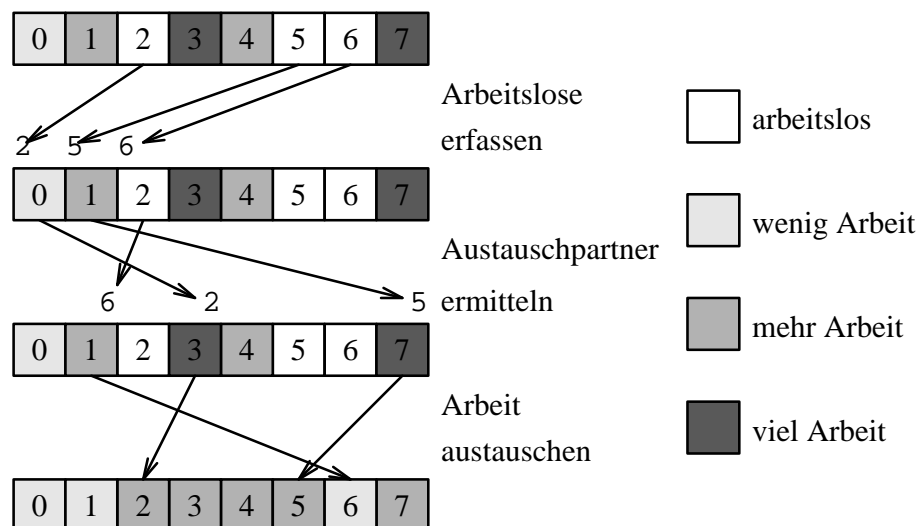 0 1 2 3 4 5 6 7
Arbeitslose
erfassen
2 5 6
0 1 2 3 4 5 6 7
Austauschpartner
ermitteln
6 2 5
0 1 2 3 4 5 6 7
Arbeit
austauschen
0 1 2 3 4 5 6 7
arbeitslos
wenig Arbeit
mehr Arbeit
viel Arbeit